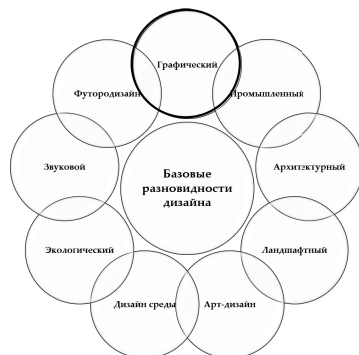 Графический
Промышленный
Архитектурный
Ландшафтный
Арт-дизайн
Дизайн среды
Экологический
Звуковой
Футородизайн
Базовые
разновидности
дизайна